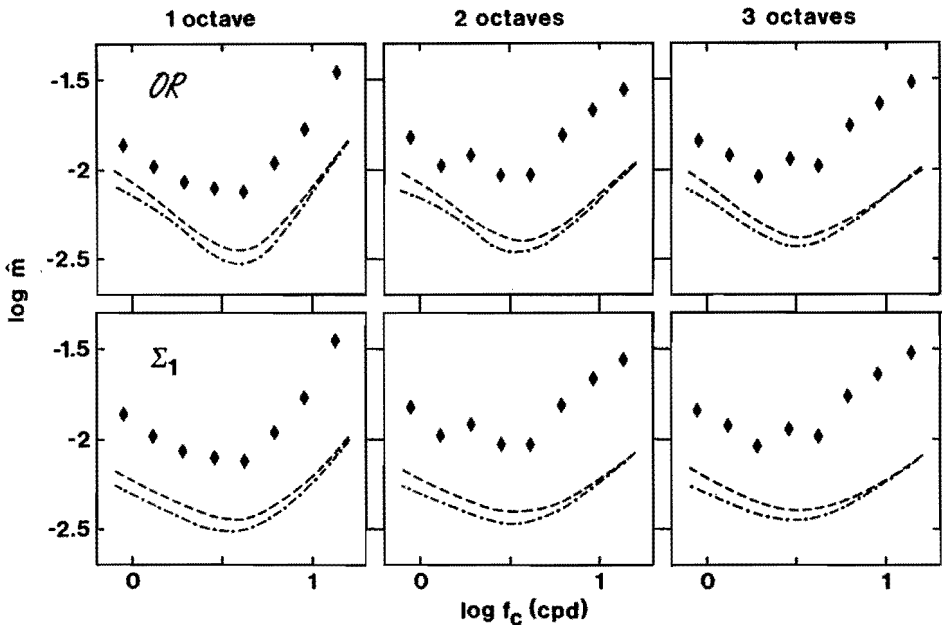 1 octave 2 octaves 3 octaves
-1.5
OR
-2
-2.5
log m̂
-1.5
Σ1
-2
-2.5
0 1 0 1 0 1
log fc (cpd)